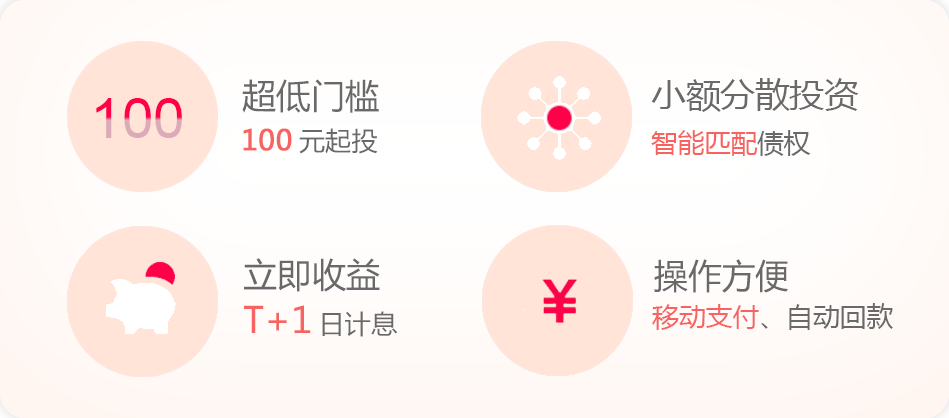 100
超低门槛
100 元起投
小额分散投资
智能匹配债权
立即收益
T+1 日计息
¥
操作方便
移动支付、自动回款